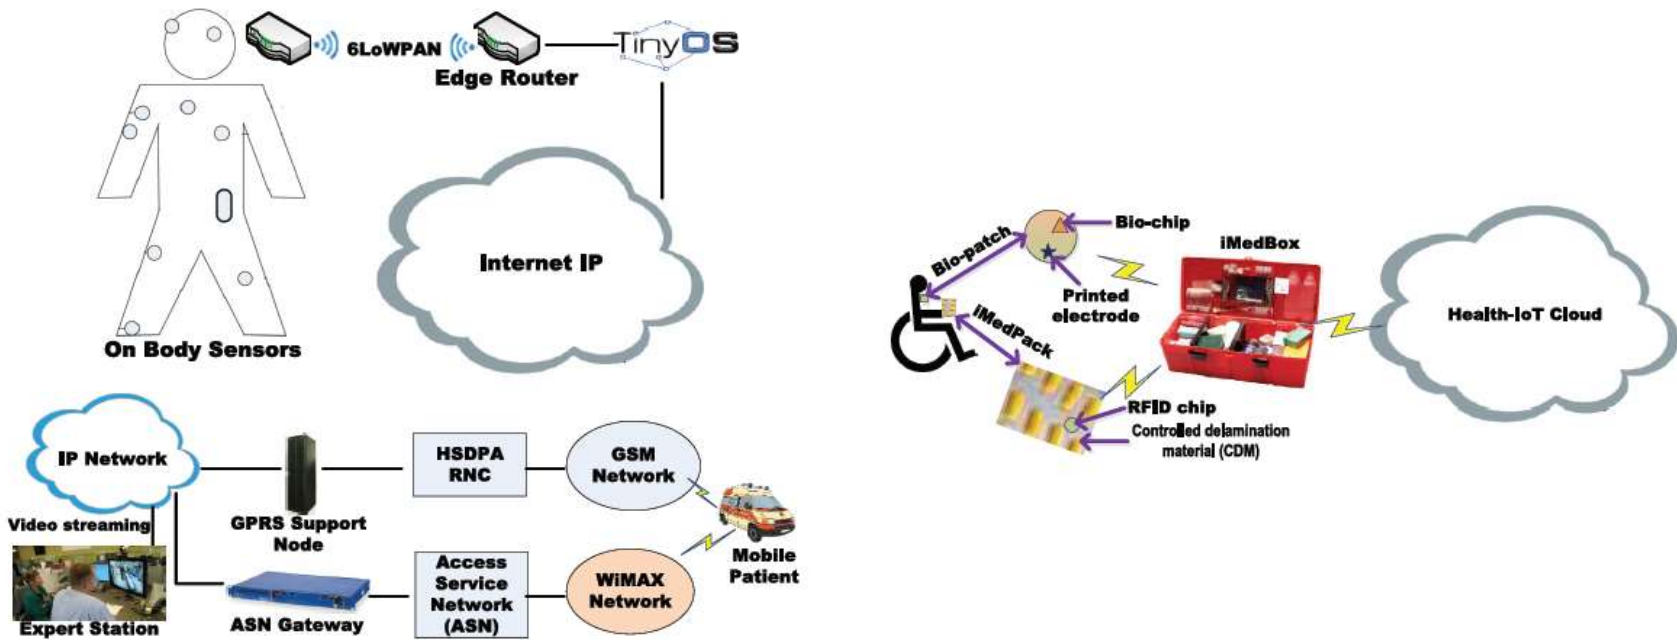 6LoWPAN
TinyOS
Edge Router
Internet IP
On Body Sensors
IP Network
HSDPA
RNC
GSM
Network
Video streaming
GPRS Support
Node
Mobile
Patient
Access
Service
Network
(ASN)
WiMAX
Network
Expert Station
ASN Gateway
Bio-patch
Bio-chip
iMedBox
Printed
electrode
iMedPack
Health-IoT Cloud
RFID chip
Controlled delamination
material (CDM)